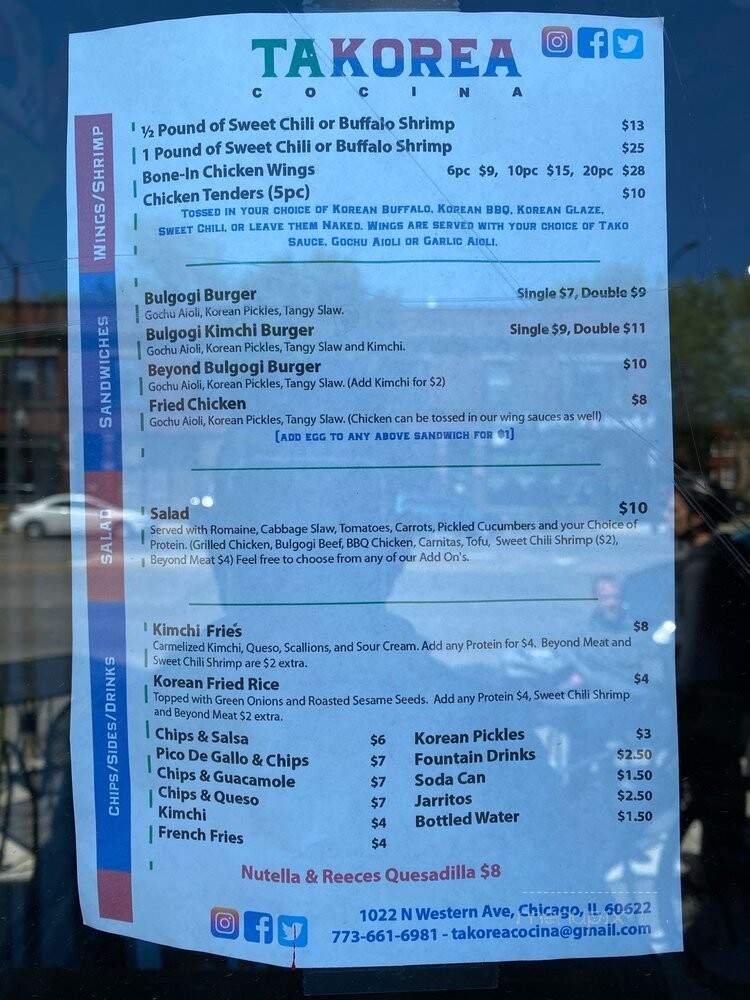 TAKOREA
COCINA
WINGS/SHRIMP
½ Pound of Sweet Chili or Buffalo Shrimp $13
1 Pound of Sweet Chili or Buffalo Shrimp $25
Bone-In Chicken Wings 6pc $9, 10pc $15, 20pc $28
Chicken Tenders (5pc) $10
Tossed in your choice of Korean Buffalo, Korean BBQ, Korean Glaze,
Sweet Chili, or leave them Naked. Wings are served with your choice of Tako
Sauce, Gochu Aioli or Garlic Aioli.
SANDWICHES
Bulgogi Burger Single $7, Double $9
Gochu Aioli, Korean Pickles, Tangy Slaw.
Bulgogi Kimchi Burger Single $9, Double $11
Gochu Aioli, Korean Pickles, Tangy Slaw and Kimchi.
Beyond Bulgogi Burger $10
Gochu Aioli, Korean Pickles, Tangy Slaw. (Add Kimchi for $2)
Fried Chicken $8
Gochu Aioli, Korean Pickles, Tangy Slaw. (Chicken can be tossed in our wing sauces as well)
(add egg to any above sandwich for $1)
SALAD
Salad $10
Served with Romaine, Cabbage Slaw, Tomatoes, Carrots, Pickled Cucumbers and your Choice of
Protein. (Grilled Chicken, Bulgogi Beef, BBQ Chicken, Carnitas, Tofu, Sweet Chili Shrimp ($2),
Beyond Meat $4) Feel free to choose from any of our Add On's.
CHIPS/SIDES/DRINKS
Kimchi Fries $8
Carmelized Kimchi, Queso, Scallions, and Sour Cream. Add any Protein for $4. Beyond Meat and
Sweet Chili Shrimp are $2 extra.
Korean Fried Rice $4
Topped with Green Onions and Roasted Sesame Seeds. Add any Protein $4, Sweet Chili Shrimp
and Beyond Meat $2 extra.
Chips & Salsa $6
Pico De Gallo & Chips $7
Chips & Guacamole $7
Chips & Queso $7
Kimchi $4
French Fries $4
Korean Pickles $3
Fountain Drinks $2.50
Soda Can $1.50
Jarritos $2.50
Bottled Water $1.50
Nutella & Reeces Quesadilla $8
1022 N Western Ave, Chicago, IL 60622
773-661-6981 - takoreacocina@gmail.com